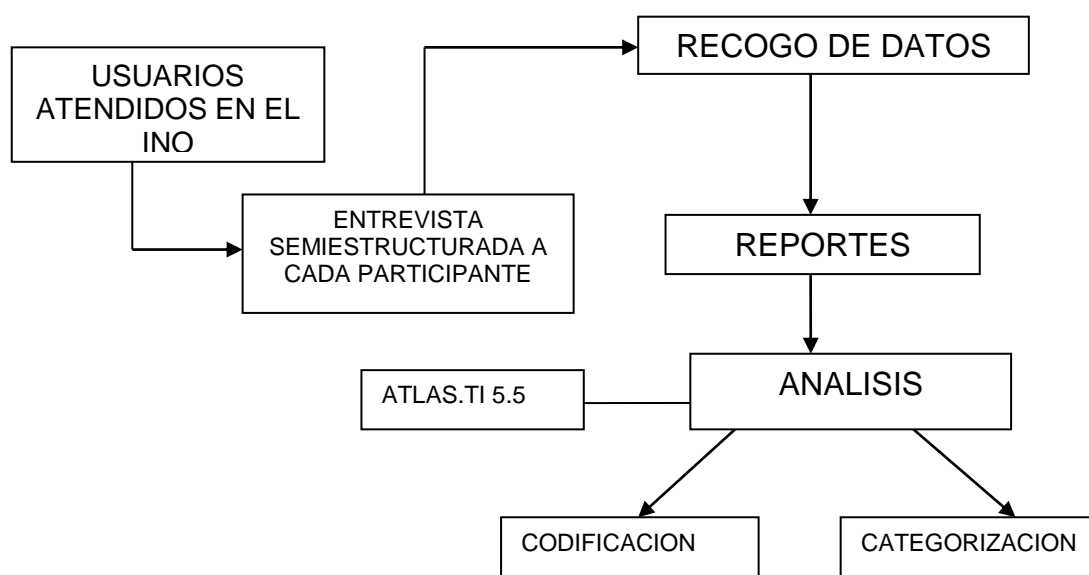 USUARIOS
ATENDIDOS EN EL
INO
ENTREVISTA
SEMIESTRUCTURADA A
CADA PARTICIPANTE
RECOGO DE DATOS
REPORTES
ANALISIS
ATLAS.TI 5.5
CODIFICACION
CATEGORIZACION